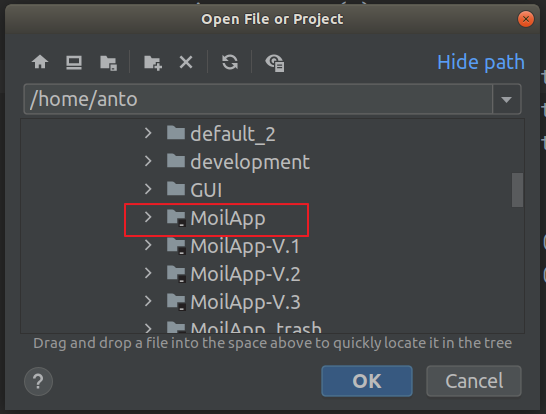 Open File or Project
Hide path
/home/anto
default_2
development
GUI
MoilApp
MoilApp-V.1
MoilApp-V.2
MoilApp-V.3
MoilApp_trash
Drag and drop a file into the space above to quickly locate it in the tree
?
OK
Cancel